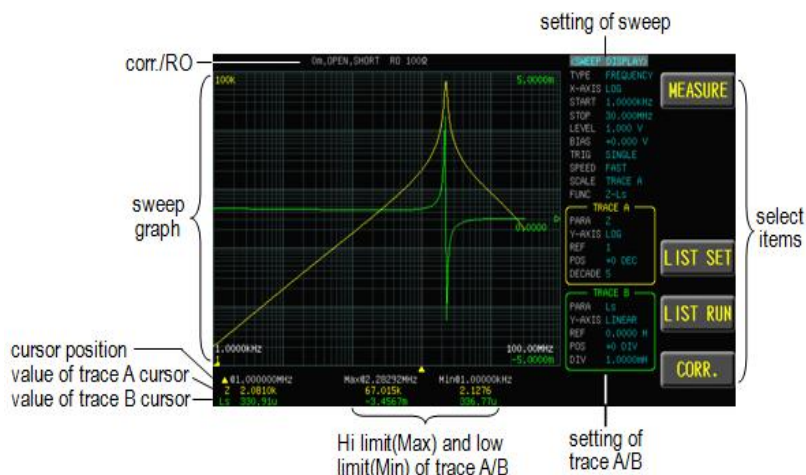 setting of sweep
corr./RO
0m,OPEN,SHORT RO 100Ω
100k
5.0000m
0.0000
1.0000kHz
1
100.00MHz
-5.0000m
<SWEEP DISPLAY>
TYPE FREQUENCY
X-AXIS LOG
START 1.0000kHz
STOP 30.000MHz
LEVEL 1.000 V
BIAS +0.000 V
TRIG SINGLE
SPEED FAST
SCALE TRACE A
FUNC Z-Ls
TRACE A
PARA Z
Y-AXIS LOG
REF 1
POS +0 DEC
DECADE 5
TRACE B
PARA Ls
Y-AXIS LINEAR
REF 0.0000 H
POS +0 DIV
DIV 1.0000mH
MEASURE
LIST SET
LIST RUN
CORR.
sweep
graph
select
items
cursor position
value of trace A cursor
value of trace B cursor
▲@1.000000MHz Max@2.28292MHz Min@1.00000kHz
Z 2.0810k 67.015k 2.1276
Ls 330.91u -3.4567m 336.77u
Hi limit(Max) and low
limit(Min) of trace A/B
setting of
trace A/B